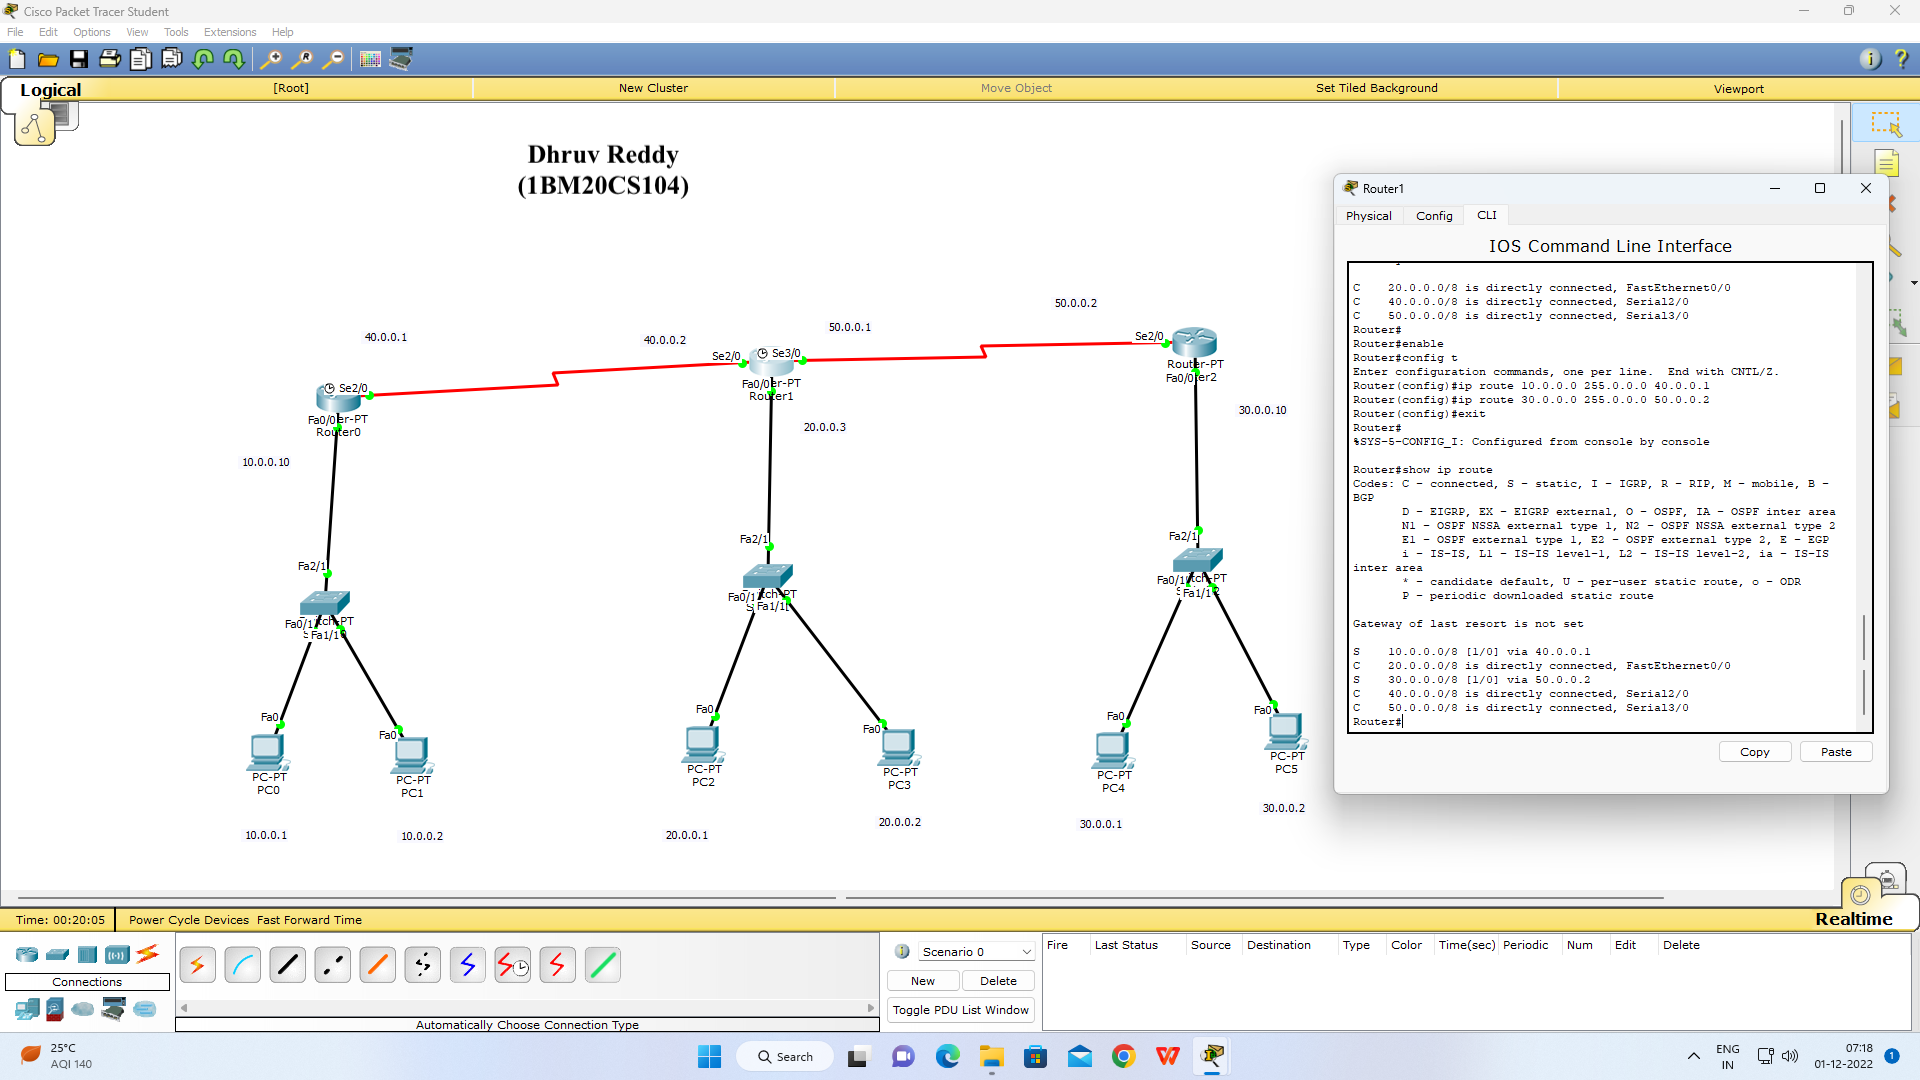 Cisco Packet Tracer Student
File Edit Options View Tools Extensions Help
Logical [Root] New Cluster Move Object Set Tiled Background Viewport
Dhruv Reddy
(1BM20CS104)
50.0.0.2
40.0.0.1
40.0.0.2
50.0.0.1
Se2/0
Se3/0
Se2/0
Router-PT
Fa0/0
Se2/0
Fa0/0
Router1
Fa0/0
Router0
20.0.0.3
30.0.0.10
10.0.0.10
Fa2/1
Fa2/1
Fa2/1
Fa0/1
Fa1/1
Fa0/1
Fa1/1
Fa0/1
Fa1/1
Fa0
Fa0
Fa0
Fa0
Fa0
Fa0
PC-PT
PC0
PC-PT
PC1
PC-PT
PC2
PC-PT
PC3
PC-PT
PC4
PC-PT
PC5
10.0.0.1
10.0.0.2
20.0.0.1
20.0.0.2
30.0.0.1
30.0.0.2
Router1
Physical Config CLI
IOS Command Line Interface
C 20.0.0.0/8 is directly connected, FastEthernet0/0
C 40.0.0.0/8 is directly connected, Serial2/0
C 50.0.0.0/8 is directly connected, Serial3/0
Router#
Router#enable
Router#config t
Enter configuration commands, one per line. End with CNTL/Z.
Router(config)#ip route 10.0.0.0 255.0.0.0 40.0.0.1
Router(config)#ip route 30.0.0.0 255.0.0.0 50.0.0.2
Router(config)#exit
Router#
%SYS-5-CONFIG_I: Configured from console by console
Router#show ip route
Codes: C - connected, S - static, I - IGRP, R - RIP, M - mobile, B -
BGP
D - EIGRP, EX - EIGRP external, O - OSPF, IA - OSPF inter area
N1 - OSPF NSSA external type 1, N2 - OSPF NSSA external type 2
E1 - OSPF external type 1, E2 - OSPF external type 2, E - EGP
i - IS-IS, L1 - IS-IS level-1, L2 - IS-IS level-2, ia - IS-IS
inter area
* - candidate default, U - per-user static route, o - ODR
P - periodic downloaded static route
Gateway of last resort is not set
S 10.0.0.0/8 [1/0] via 40.0.0.1
C 20.0.0.0/8 is directly connected, FastEthernet0/0
S 30.0.0.0/8 [1/0] via 50.0.0.2
C 40.0.0.0/8 is directly connected, Serial2/0
C 50.0.0.0/8 is directly connected, Serial3/0
Router#
Copy Paste
Realtime
Time: 00:20:05 Power Cycle Devices Fast Forward Time
Connections
Automatically Choose Connection Type
Scenario 0
New Delete
Toggle PDU List Window
Fire Last Status Source Destination Type Color Time(sec) Periodic Num Edit Delete
25°C
AQI 140
Search
ENG
IN
07:18
01-12-2022
1